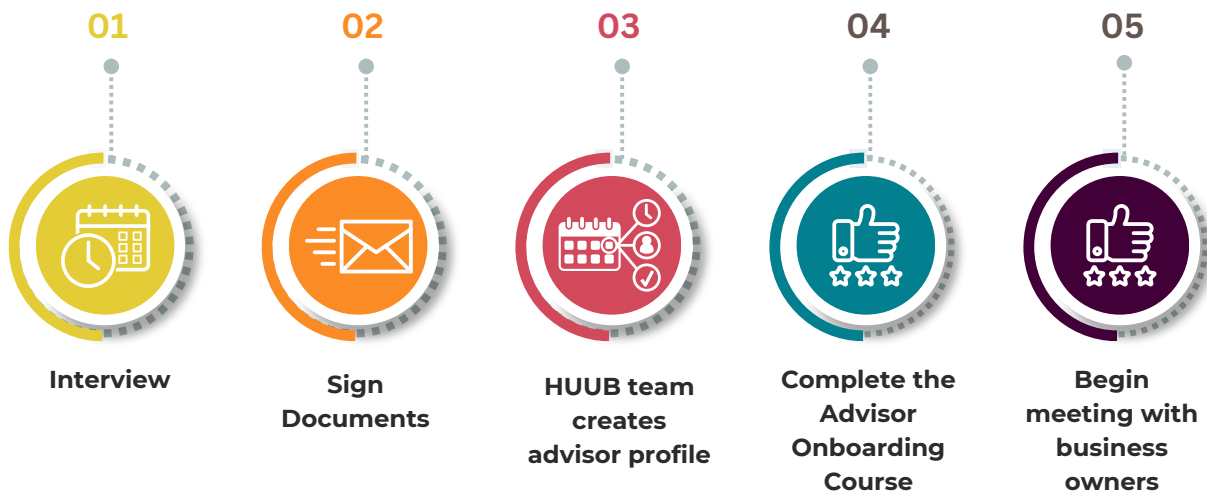 01
02
03
04
05
Interview
Sign
Documents
HUUB team
creates
advisor profile
Complete the
Advisor
Onboarding
Course
Begin
meeting with
business
owners